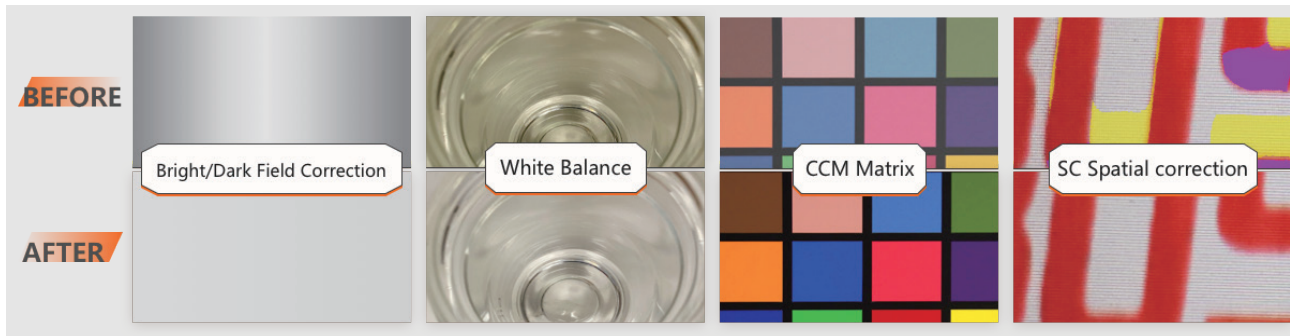 BEFORE
Bright/Dark Field Correction
White Balance
CCM Matrix
SC Spatial correction
AFTER